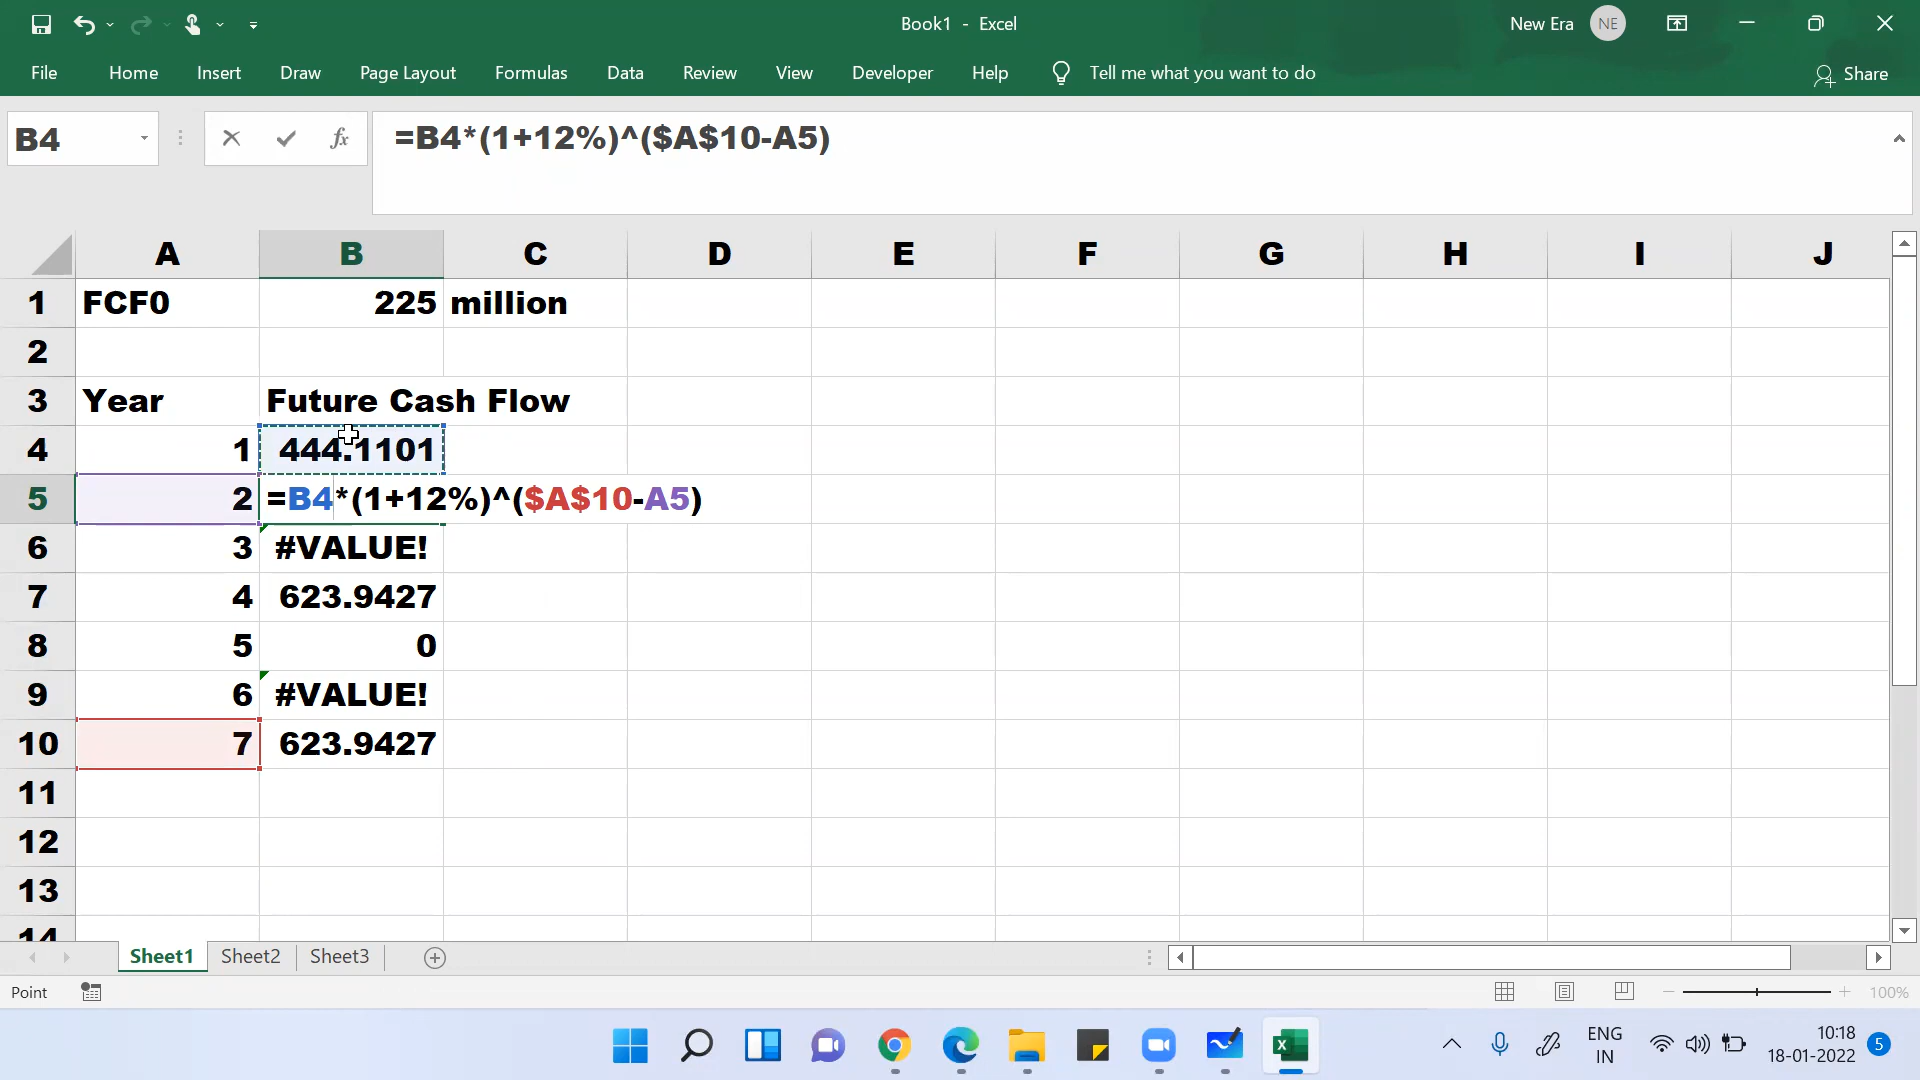 Book1 - Excel
New Era NE
File Home Insert Draw Page Layout Formulas Data Review View Developer Help Tell me what you want to do Share
B4 fx =B4*(1+12%)^($A$10-A5)
A B C D E F G H I J
1 FCF0 225 million
2
3 Year Future Cash Flow
4 1 444.1101
5 2 =B4*(1+12%)^($A$10-A5)
6 3 #VALUE!
7 4 623.9427
8 5 0
9 6 #VALUE!
10 7 623.9427
11
12
13
14
Sheet1 Sheet2 Sheet3
Point 100%
ENG 10:18
IN 18-01-2022 5